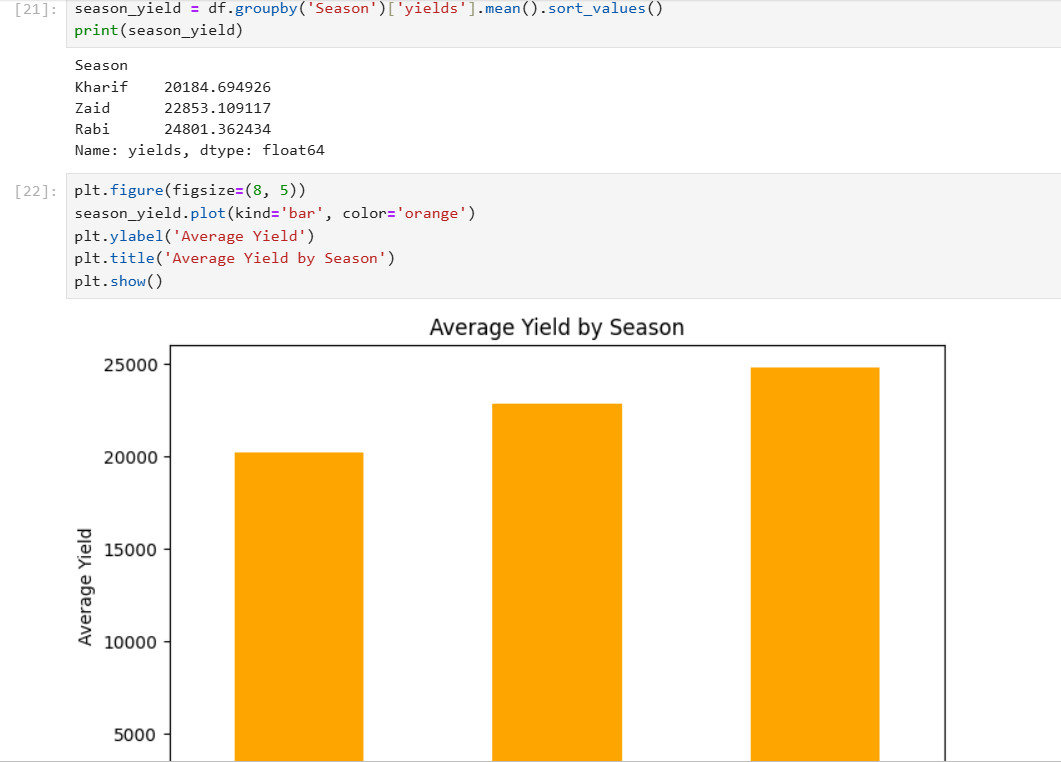 [21]: season_yield = df.groupby('Season')['yields'].mean().sort_values()
print(season_yield)
Season
Kharif    20184.694926
Zaid      22853.109117
Rabi      24801.362434
Name: yields, dtype: float64
[22]: plt.figure(figsize=(8, 5))
season_yield.plot(kind='bar', color='orange')
plt.ylabel('Average Yield')
plt.title('Average Yield by Season')
plt.show()
Average Yield by Season
25000
20000
15000
Average Yield
10000
5000